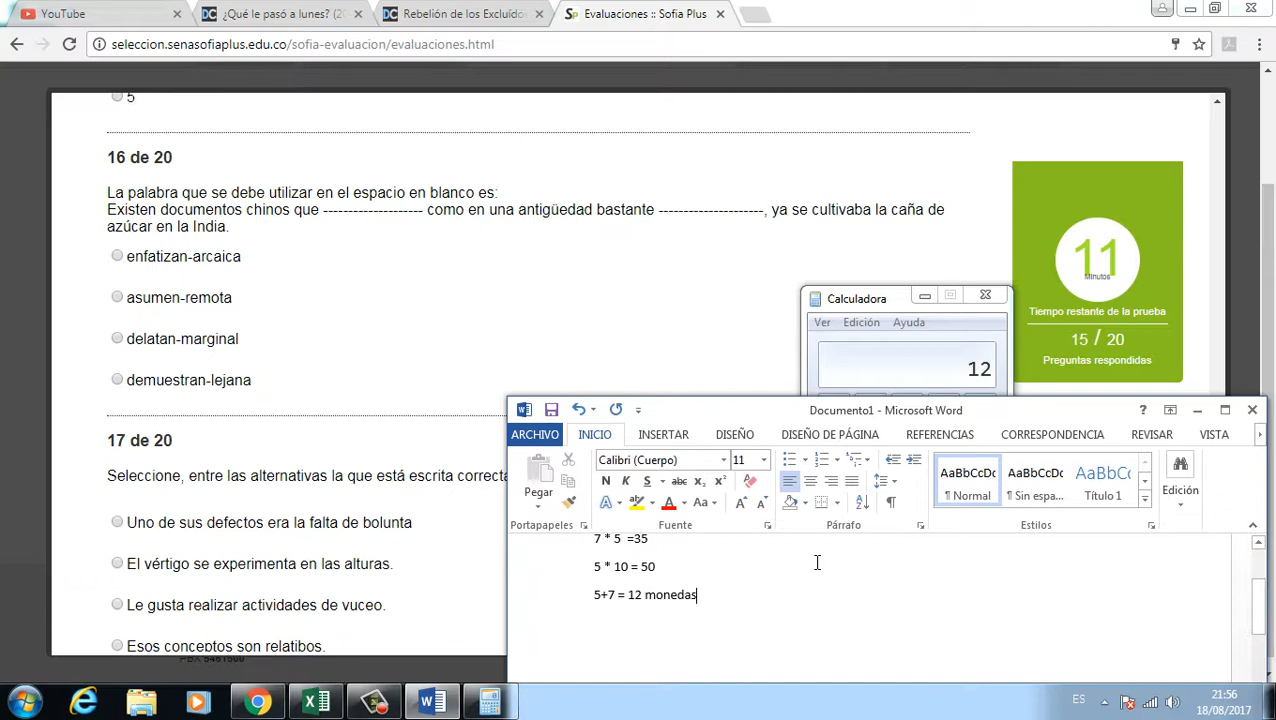 YouTube
¿Qué le pasó a lunes? (20
Rebelión de los Excluídos
Evaluaciones :: Sofia Plus
seleccion.senasofiaplus.edu.co/sofia-evaluacion/evaluaciones.html
5
16 de 20
La palabra que se debe utilizar en el espacio en blanco es:
Existen documentos chinos que -------------------- como en una antigüedad bastante ---------------------, ya se cultivaba la caña de
azúcar en la India.
enfatizan-arcaica
asumen-remota
delatan-marginal
demuestran-lejana
11
Minutos
Tiempo restante de la prueba
15 / 20
Preguntas respondidas
17 de 20
Seleccione, entre las alternativas la que está escrita correcta
Uno de sus defectos era la falta de bolunta
El vértigo se experimenta en las alturas.
Le gusta realizar actividades de vuceo.
Esos conceptos son relatibos.
Calculadora
Ver Edición Ayuda
12
Documento1 - Microsoft Word
ARCHIVO INICIO INSERTAR DISEÑO DISEÑO DE PÁGINA REFERENCIAS CORRESPONDENCIA REVISAR VISTA
Calibri (Cuerpo) 11
N K S abc x₂ x²
Aa
Pegar
AaBbCcDc AaBbCcDc AaBbCc
¶ Normal ¶ Sin espa... Título 1
Edición
Portapapeles Fuente Párrafo Estilos
7 * 5 =35
5 * 10 = 50
5+7 = 12 monedas
ES
21:56
18/08/2017